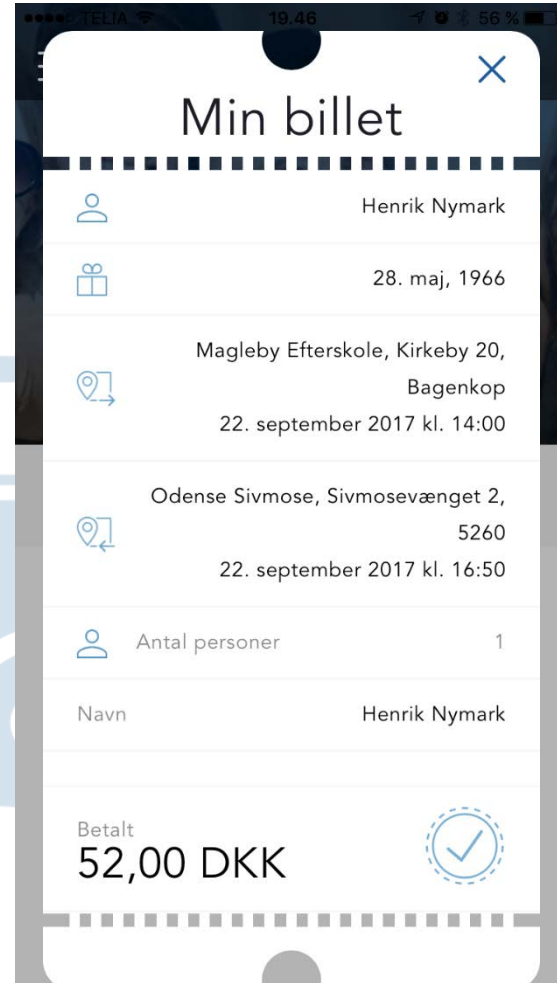 TELIA 19.46 56 %
Min billet
Henrik Nymark
28. maj, 1966
Magleby Efterskole, Kirkeby 20,
Bagenkop
22. september 2017 kl. 14:00
Odense Sivmose, Sivmosevænget 2,
5260
22. september 2017 kl. 16:50
Antal personer 1
Navn Henrik Nymark
Betalt
52,00 DKK